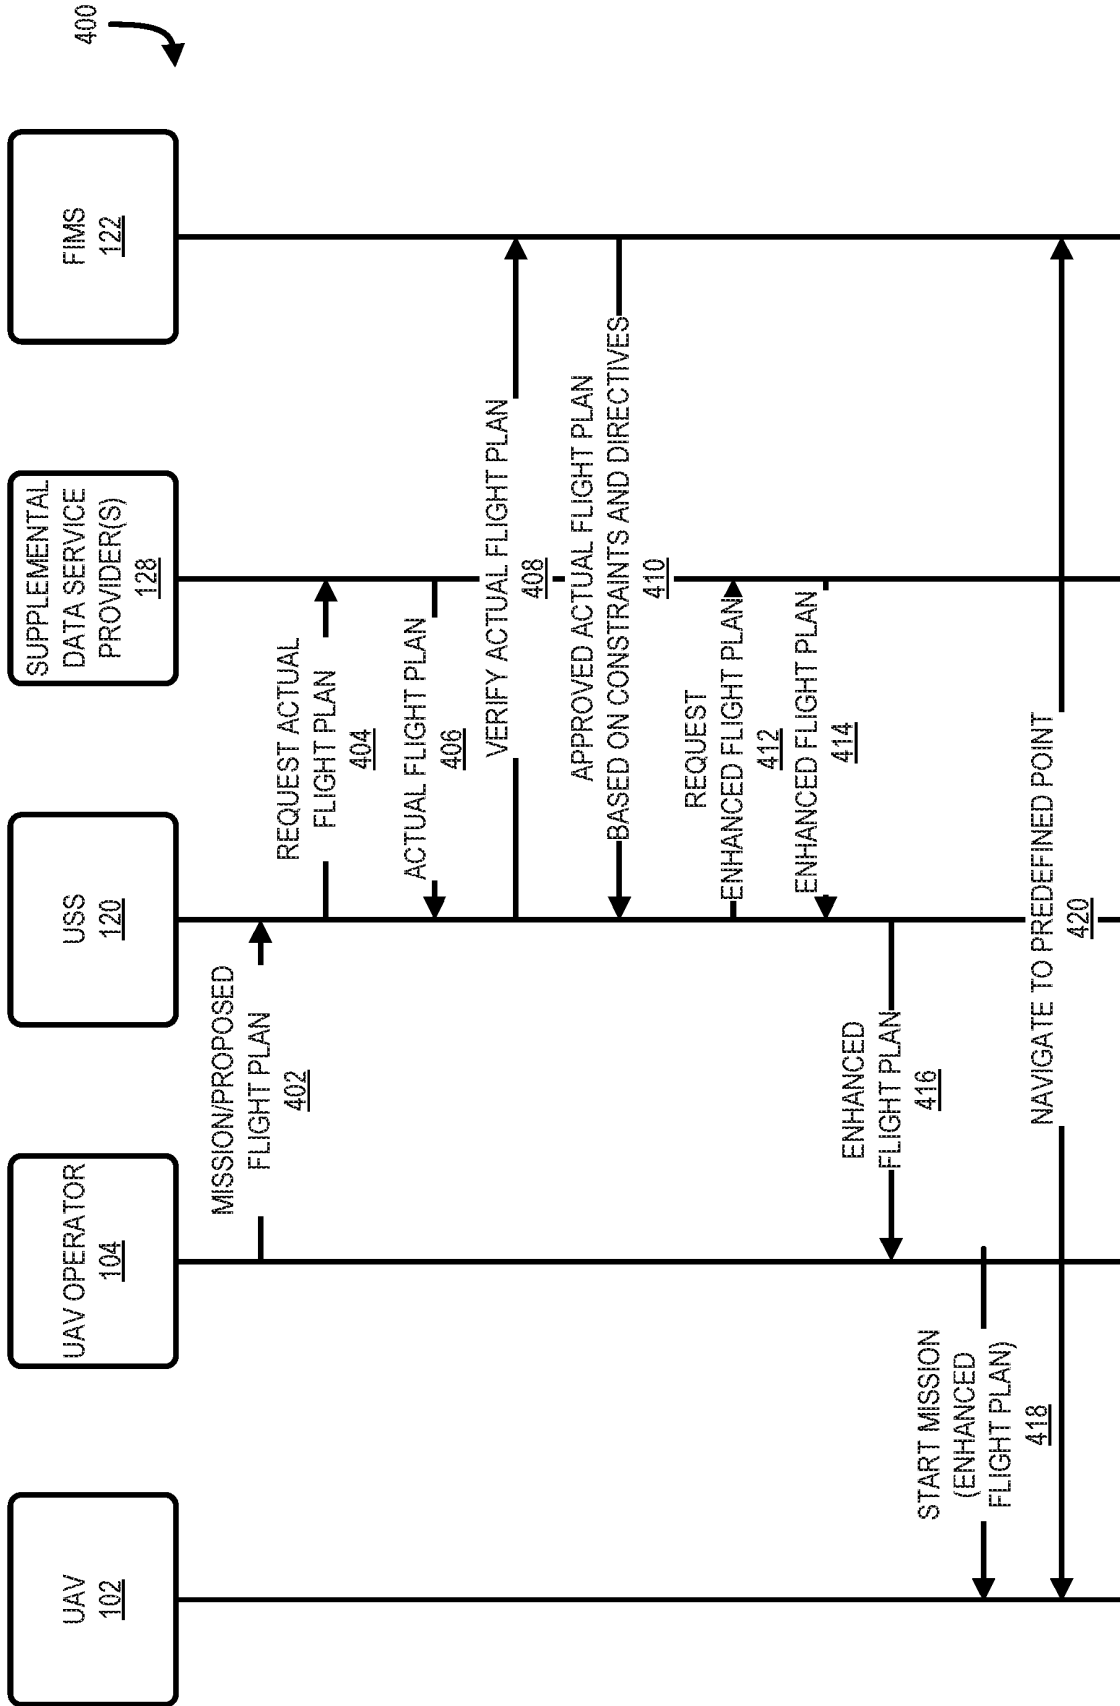 400
UAV
102
UAV OPERATOR
104
USS
120
SUPPLEMENTAL
DATA SERVICE
PROVIDER(S)
128
FIMS
122
MISSION/PROPOSED
FLIGHT PLAN
402
REQUEST ACTUAL
FLIGHT PLAN
404
ACTUAL FLIGHT PLAN
406
VERIFY ACTUAL FLIGHT PLAN
408
APPROVED ACTUAL FLIGHT PLAN
BASED ON CONSTRAINTS AND DIRECTIVES
410
REQUEST
ENHANCED FLIGHT PLAN
412
ENHANCED FLIGHT PLAN
414
ENHANCED
FLIGHT PLAN
416
START MISSION
(ENHANCED
FLIGHT PLAN)
418
NAVIGATE TO PREDEFINED POINT
420